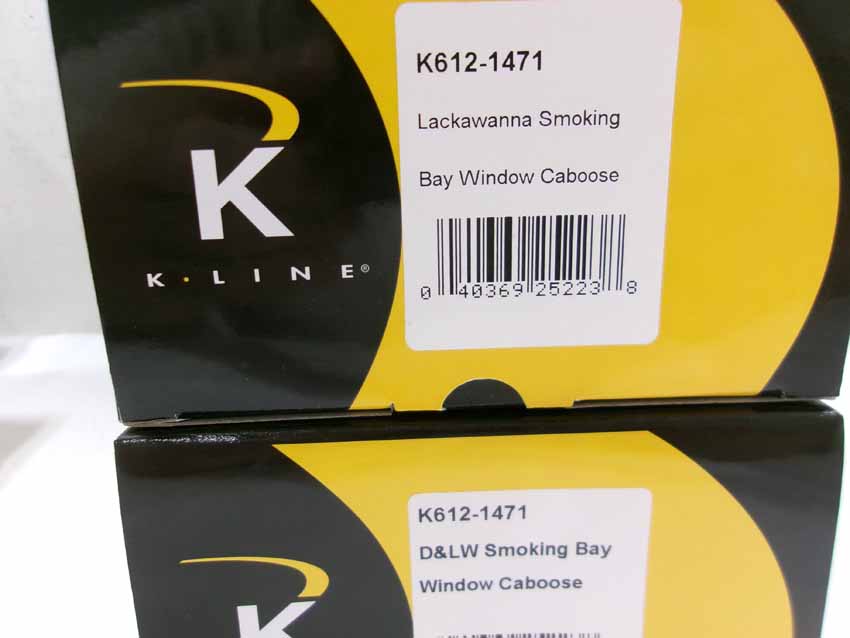 K612-1471
Lackawanna Smoking
Bay Window Caboose
0 40369 25223 8
K
K·LINE®
K612-1471
D&LW Smoking Bay
Window Caboose
K